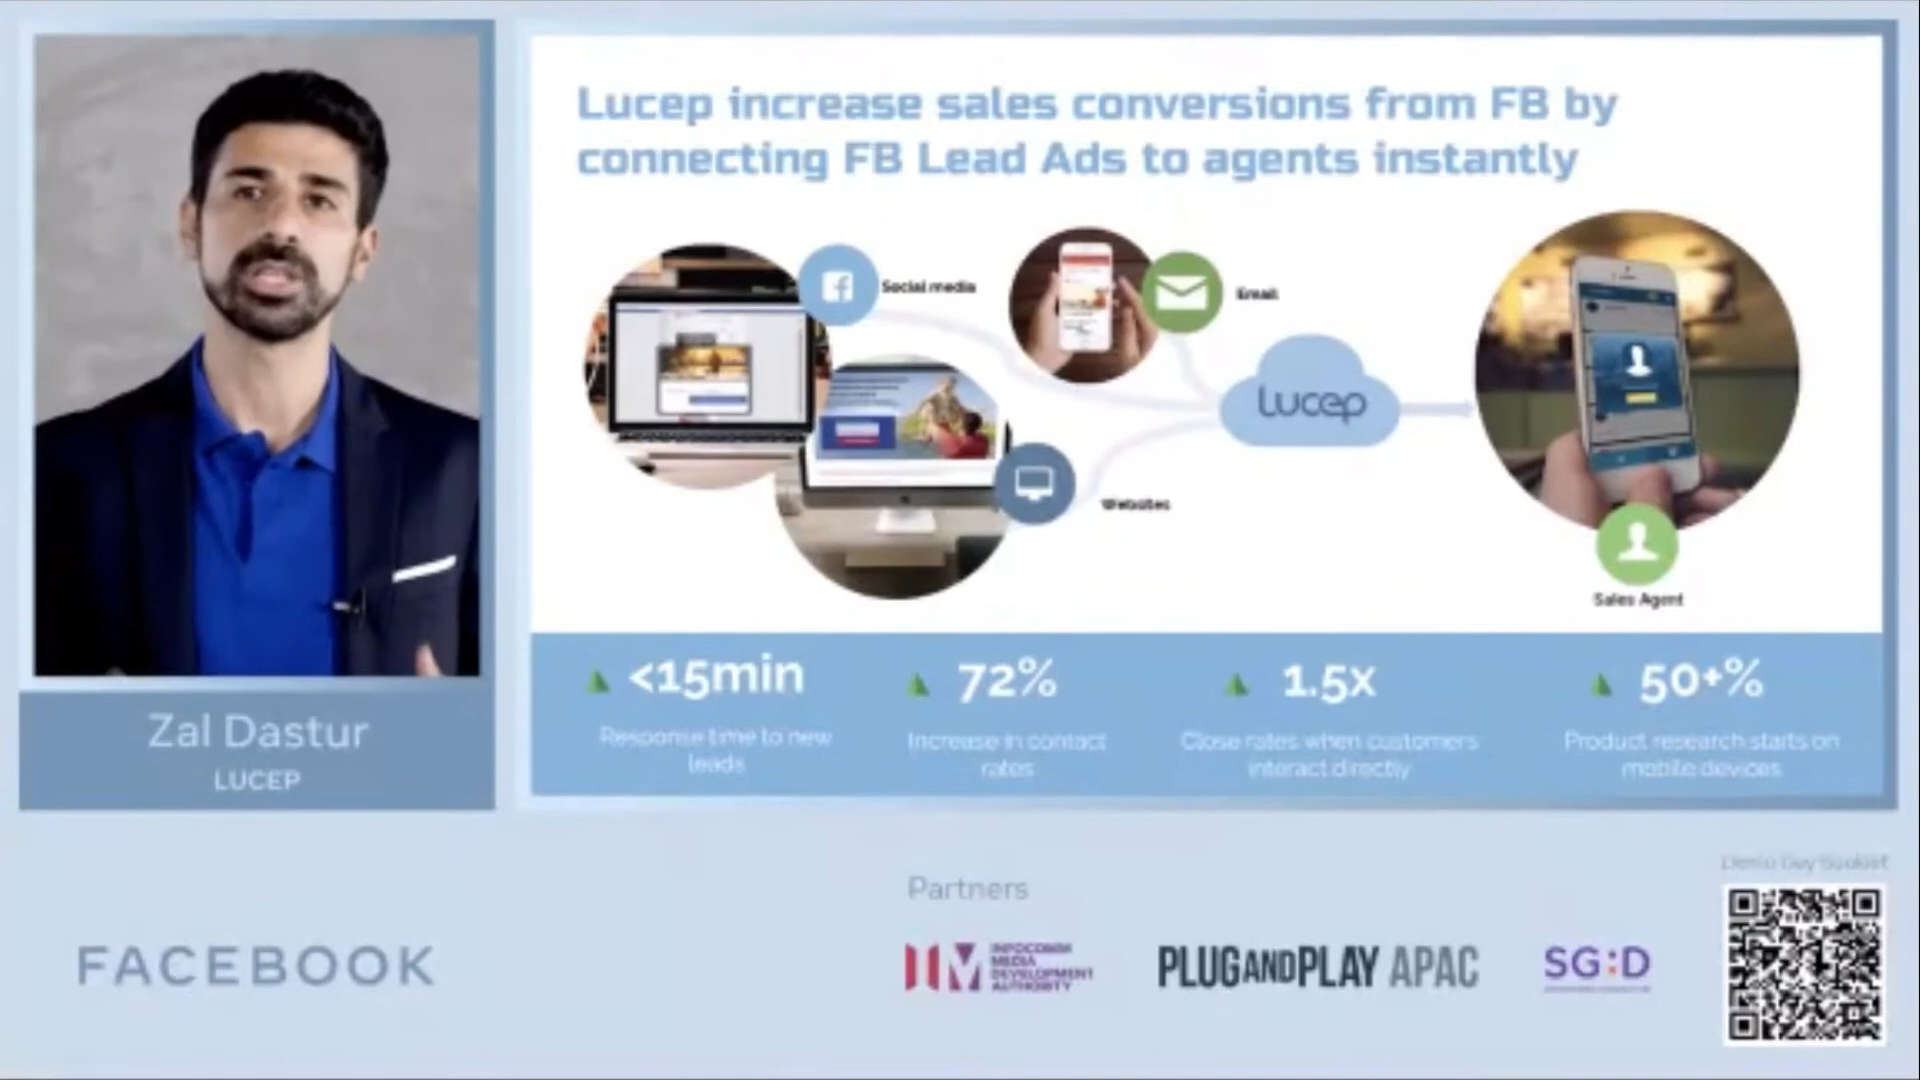 Lucep increase sales conversions from FB by
connecting FB Lead Ads to agents instantly
Social media
Email
Lucep
Websites
Sales Agent
<15min
Response time to new
leads
72%
Increase in contact
rates
1.5x
Close rates when customers
interact directly
50+%
Product research starts on
mobile devices
Zal Dastur
LUCEP
Partners
Demo Day Booklet
FACEBOOK
INFOCOMM
MEDIA
DEVELOPMENT
AUTHORITY
PLUGANDPLAY APAC
SG:D